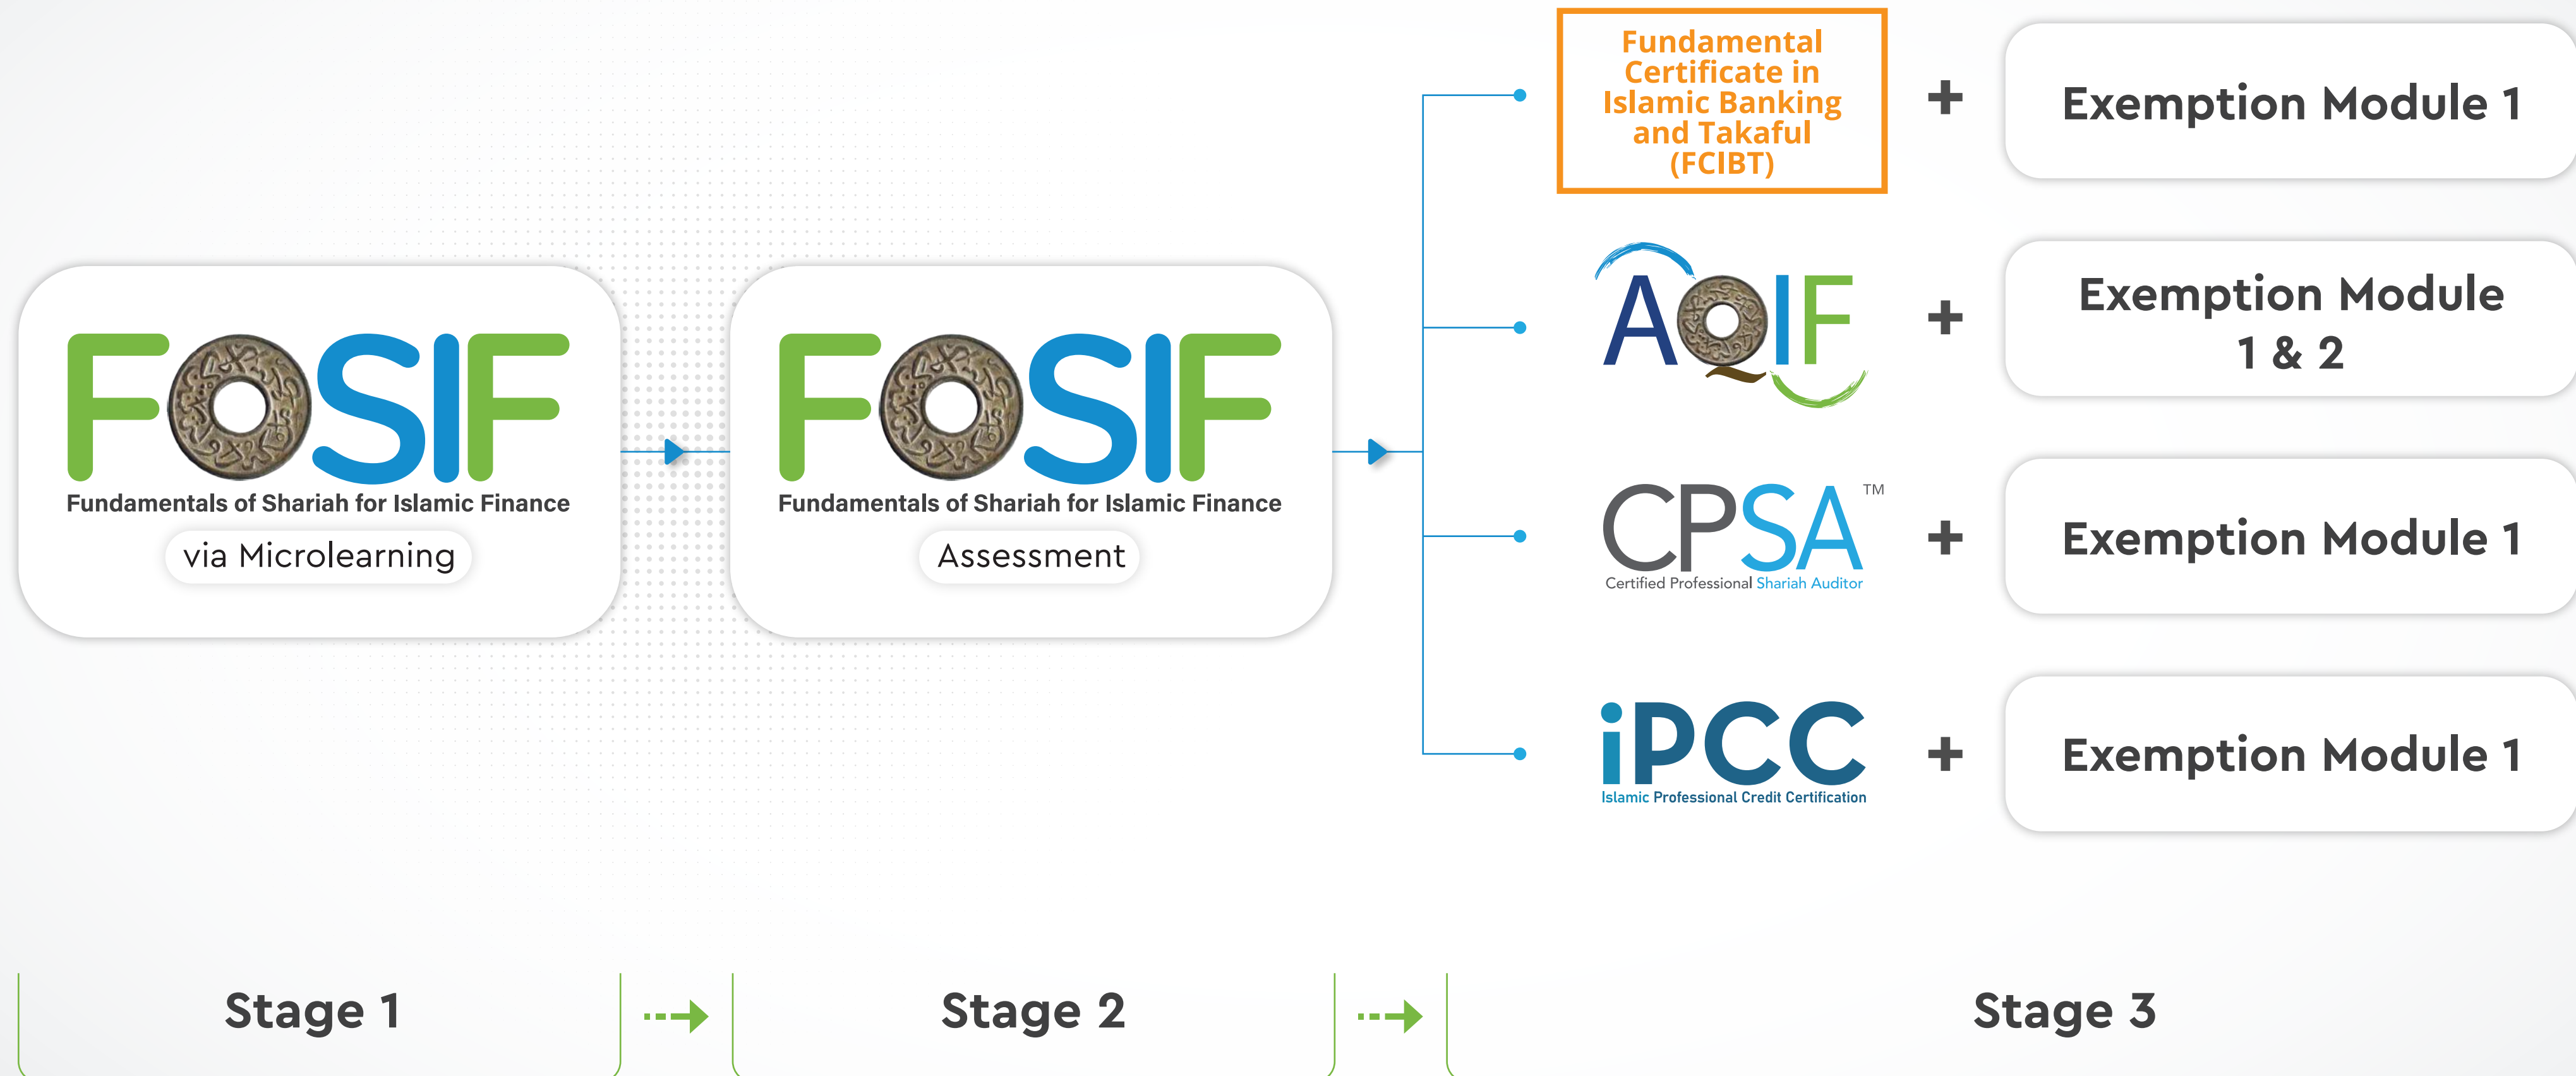 FOSIF
Fundamentals of Shariah for Islamic Finance
via Microlearning
FOSIF
Fundamentals of Shariah for Islamic Finance
Assessment
Fundamental
Certificate in
Islamic Banking
and Takaful
(FCIBT)
+
Exemption Module 1
AQIF
+
Exemption Module
1 & 2
CPSA™
Certified Professional Shariah Auditor
+
Exemption Module 1
iPCC
Islamic Professional Credit Certification
+
Exemption Module 1
Stage 1
Stage 2
Stage 3